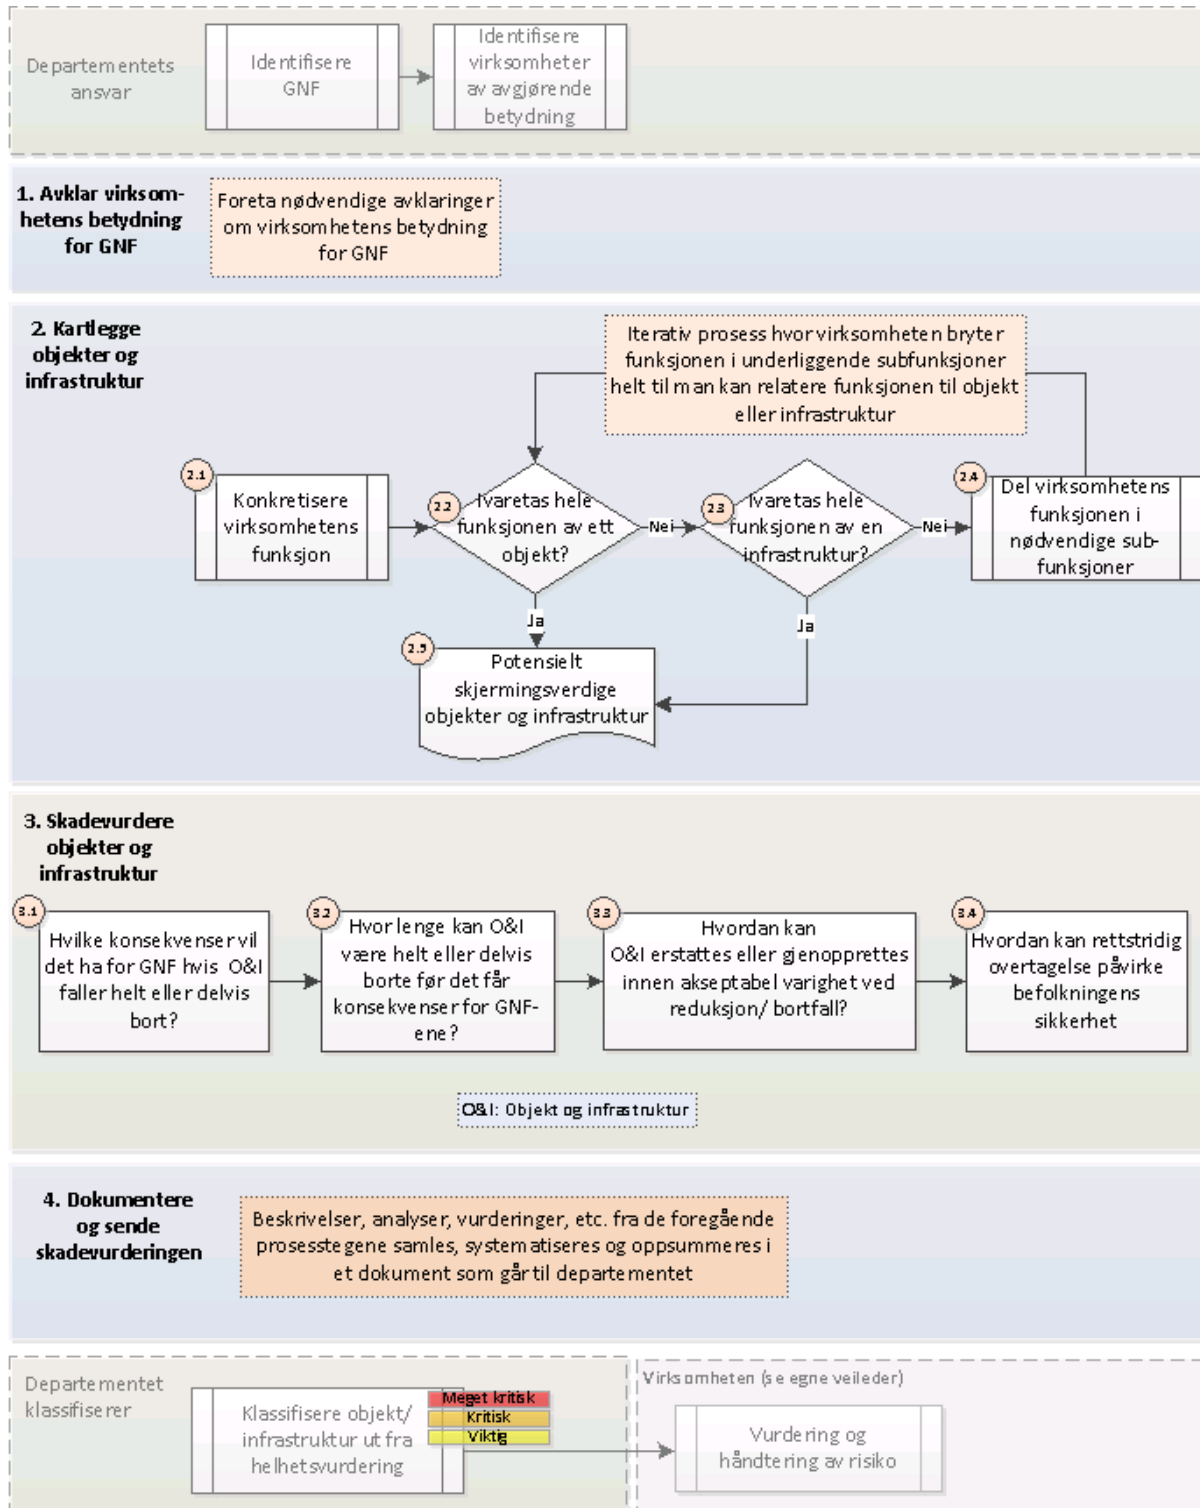 Departementets
ansvar
Identifisere
GNF
Identifisere
virksomheter
av avgjørende
betydning
1. Avklar virksom-
hetens betydning
for GNF
Foreta nødvendige avklaringer
om virksomhetens betydning
for GNF
2. Kartlegge
objekter og
infrastruktur
Iterativ prosess hvor virksomheten bryter
funksjonen i underliggende subfunksjoner
helt til man kan relatere funksjonen til objekt
eller infrastruktur
2.1
Konkretisere
virksomhetens
funksjon
2.2
Ivaretas hele
funksjonen av ett
objekt?
Nei
2.3
Ivaretas hele
funksjonen av en
infrastruktur?
Nei
2.4
Del virksomhetens
funksjonen i
nødvendige sub-
funksjoner
Ja
Ja
2.5
Potensielt
skjermingsverdige
objekter og infrastruktur
3. Skadevurdere
objekter og
infrastruktur
3.1
Hvilke konsekvenser vil
det ha for GNF hvis O&I
faller helt eller delvis
bort?
3.2
Hvor lenge kan O&I
være helt eller delvis
borte før det får
konsekvenser for GNF-
ene?
3.3
Hvordan kan
O&I erstattes eller gjenopprettes
innen akseptabel varighet ved
reduksjon/ bortfall?
3.4
Hvordan kan rettstridig
overtagelse påvirke
befolkningens
sikkerhet
O&I: Objekt og infrastruktur
4. Dokumentere
og sende
skadevurderingen
Beskrivelser, analyser, vurderinger, etc. fra de foregående
prosesstegene samles, systematiseres og oppsummeres i
et dokument som går til departementet
Departementet
klassifiserer
Klassifisere objekt/
infrastruktur ut fra
helhetsvurdering
Meget kritisk
Kritisk
Viktig
Virksomheten (se egne veileder)
Vurdering og
håndtering av risiko